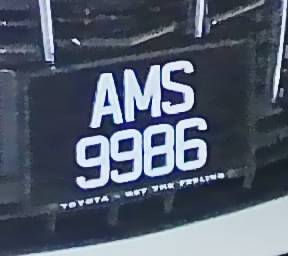 AMS
9986
TOYOTA - GET THE FEELING